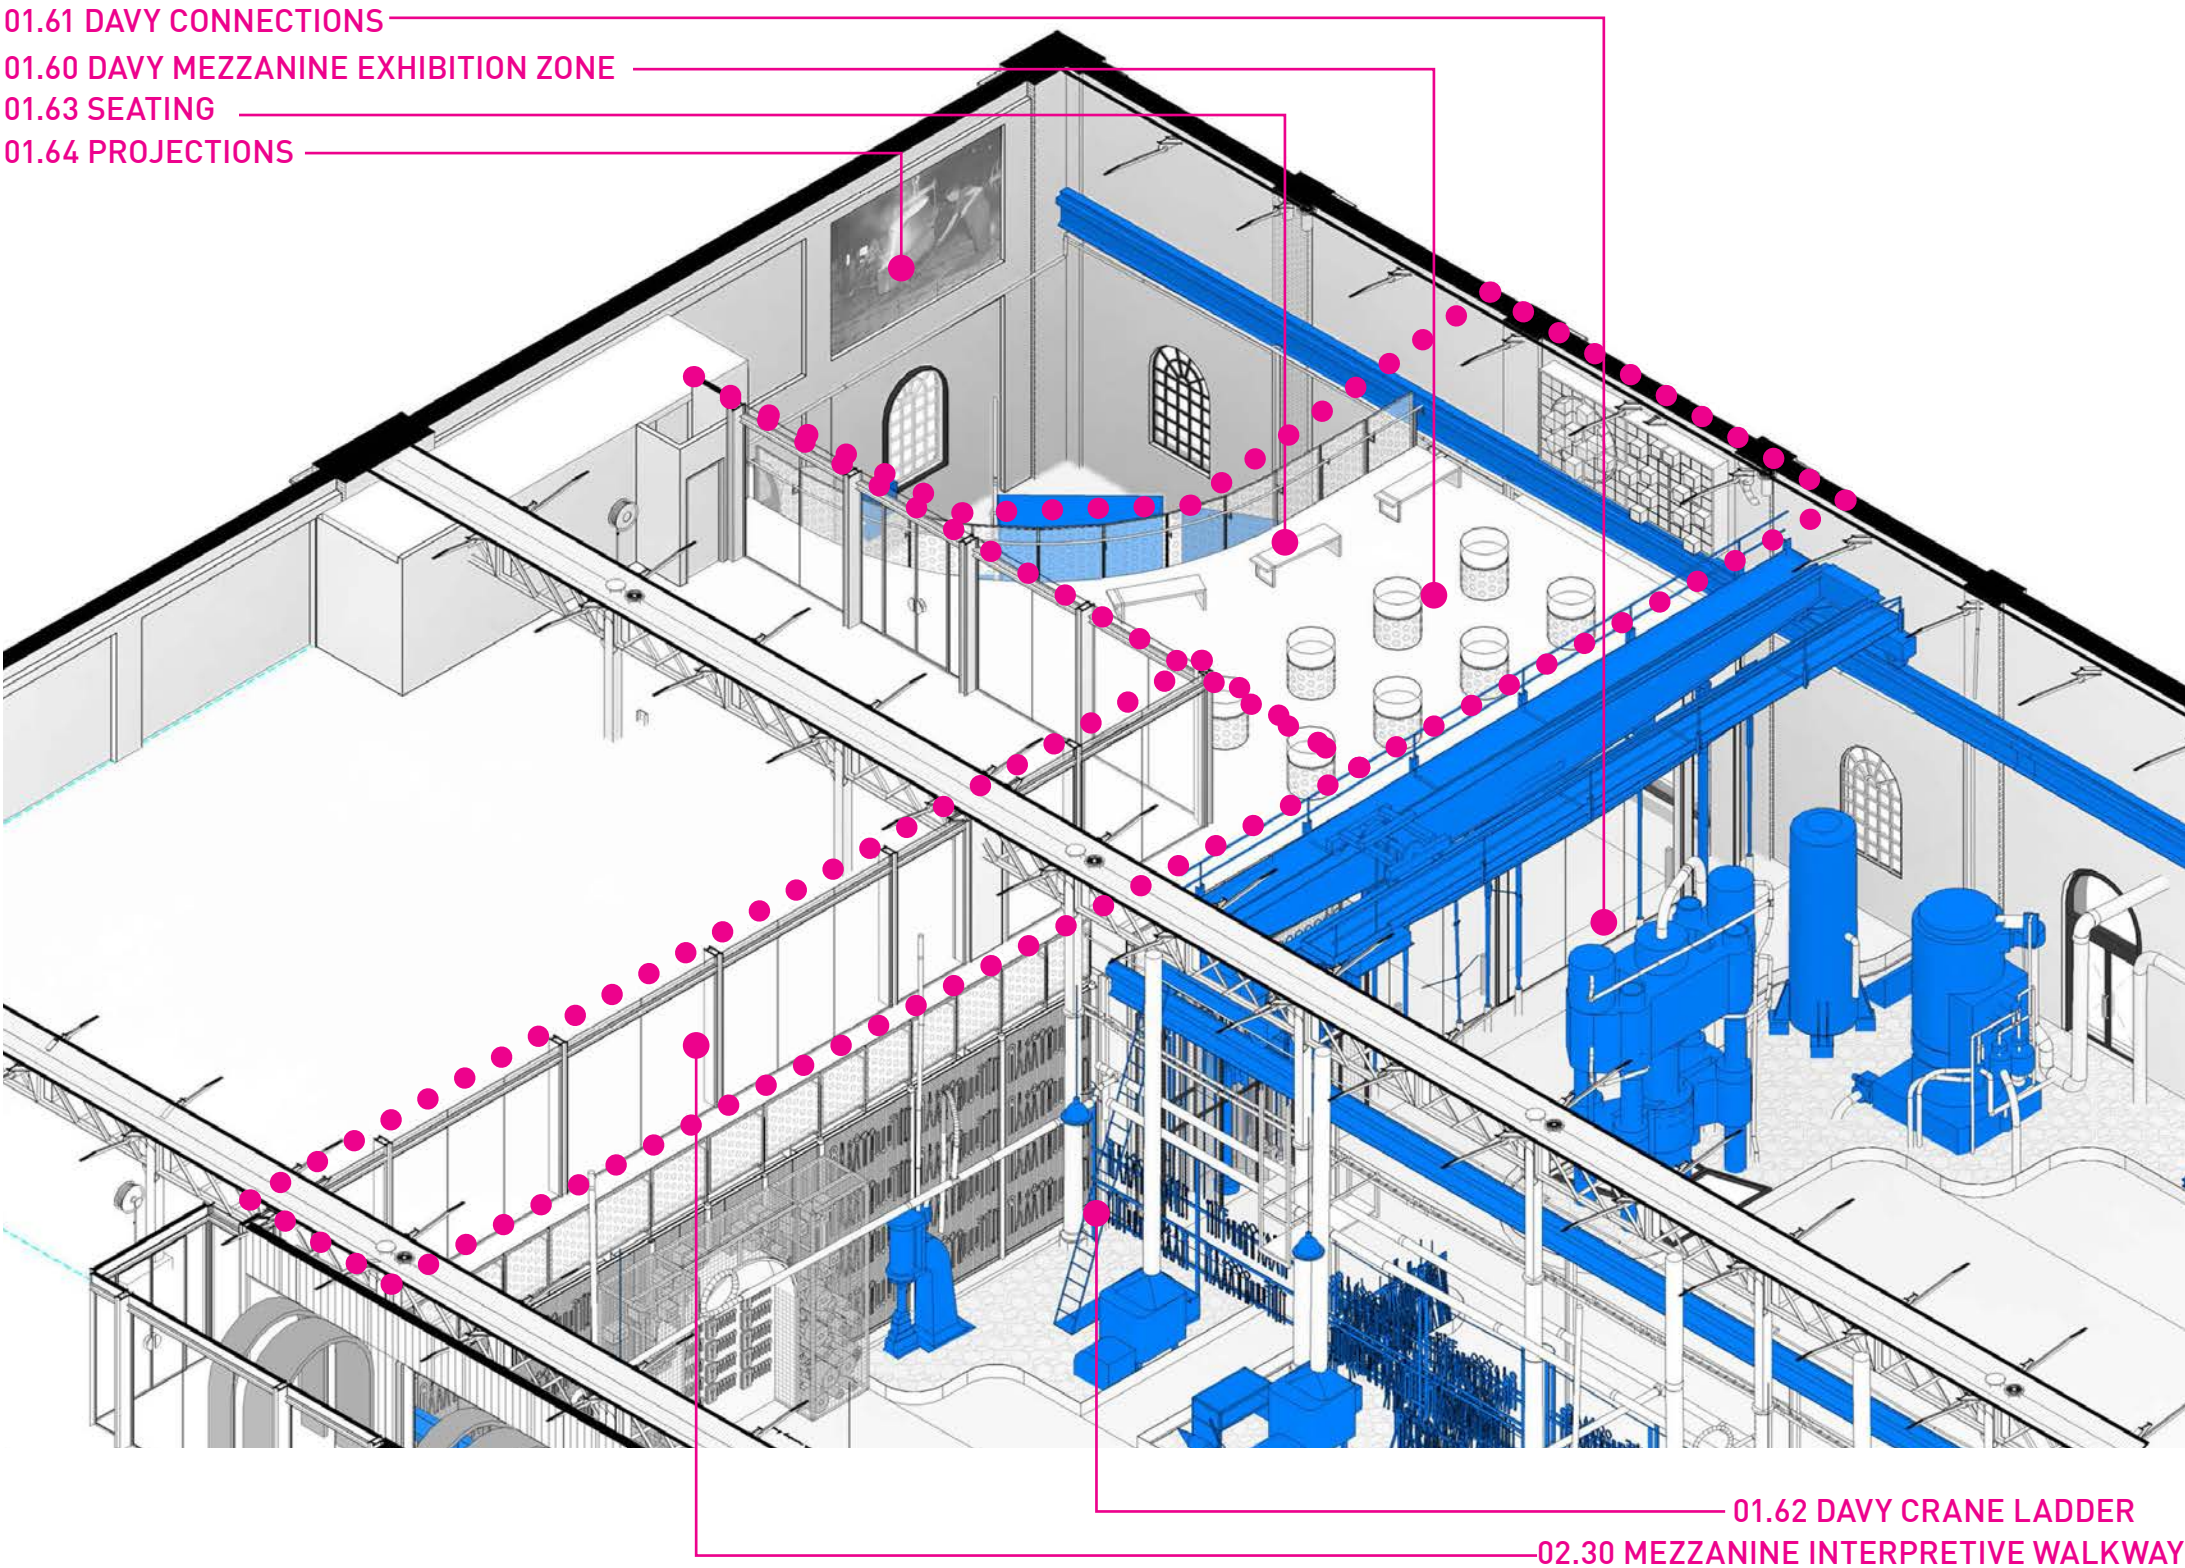 01.61 DAVY CONNECTIONS
01.60 DAVY MEZZANINE EXHIBITION ZONE
01.63 SEATING
01.64 PROJECTIONS
01.62 DAVY CRANE LADDER
02.30 MEZZANINE INTERPRETIVE WALKWAY